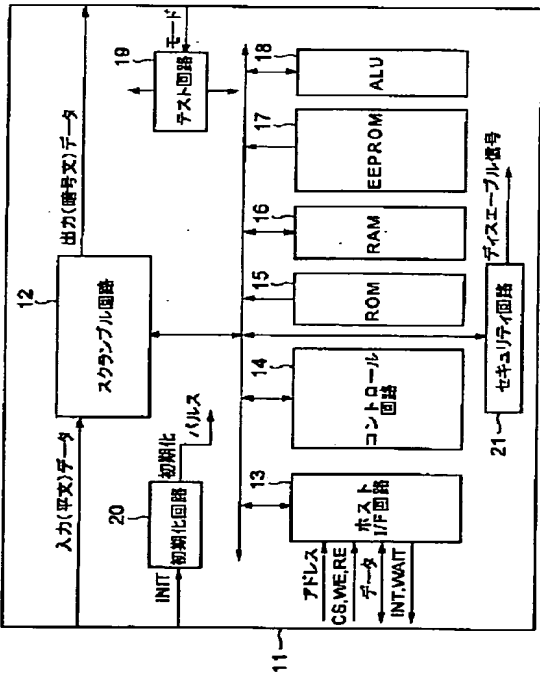 入力(平文)データ
12
スクランブル回路
出力(暗号文)データ
INIT
20
初期化回路
初期化
パルス
19
テスト回路
モード
11
アドレス
CS,WE,RE
データ
INT,WAIT
13
ホスト
I/F回路
14
コントロール
回路
15
ROM
16
RAM
17
EEPROM
18
ALU
21
セキュリティ回路
ディスエーブル信号